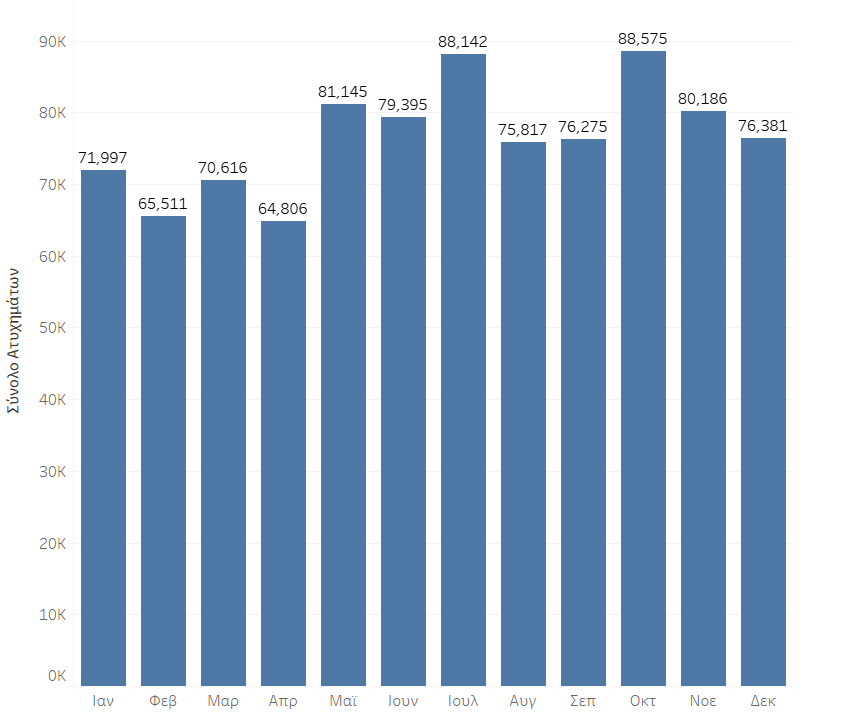 90K
80K
70K
60K
50K
40K
30K
20K
10K
0K
Σύνολο Ατυχημάτων
71,997
65,511
70,616
64,806
81,145
79,395
88,142
75,817
76,275
88,575
80,186
76,381
Ιαν Φεβ Μαρ Απρ Μαϊ Ιουν Ιουλ Αυγ Σεπ Οκτ Νοε Δεκ